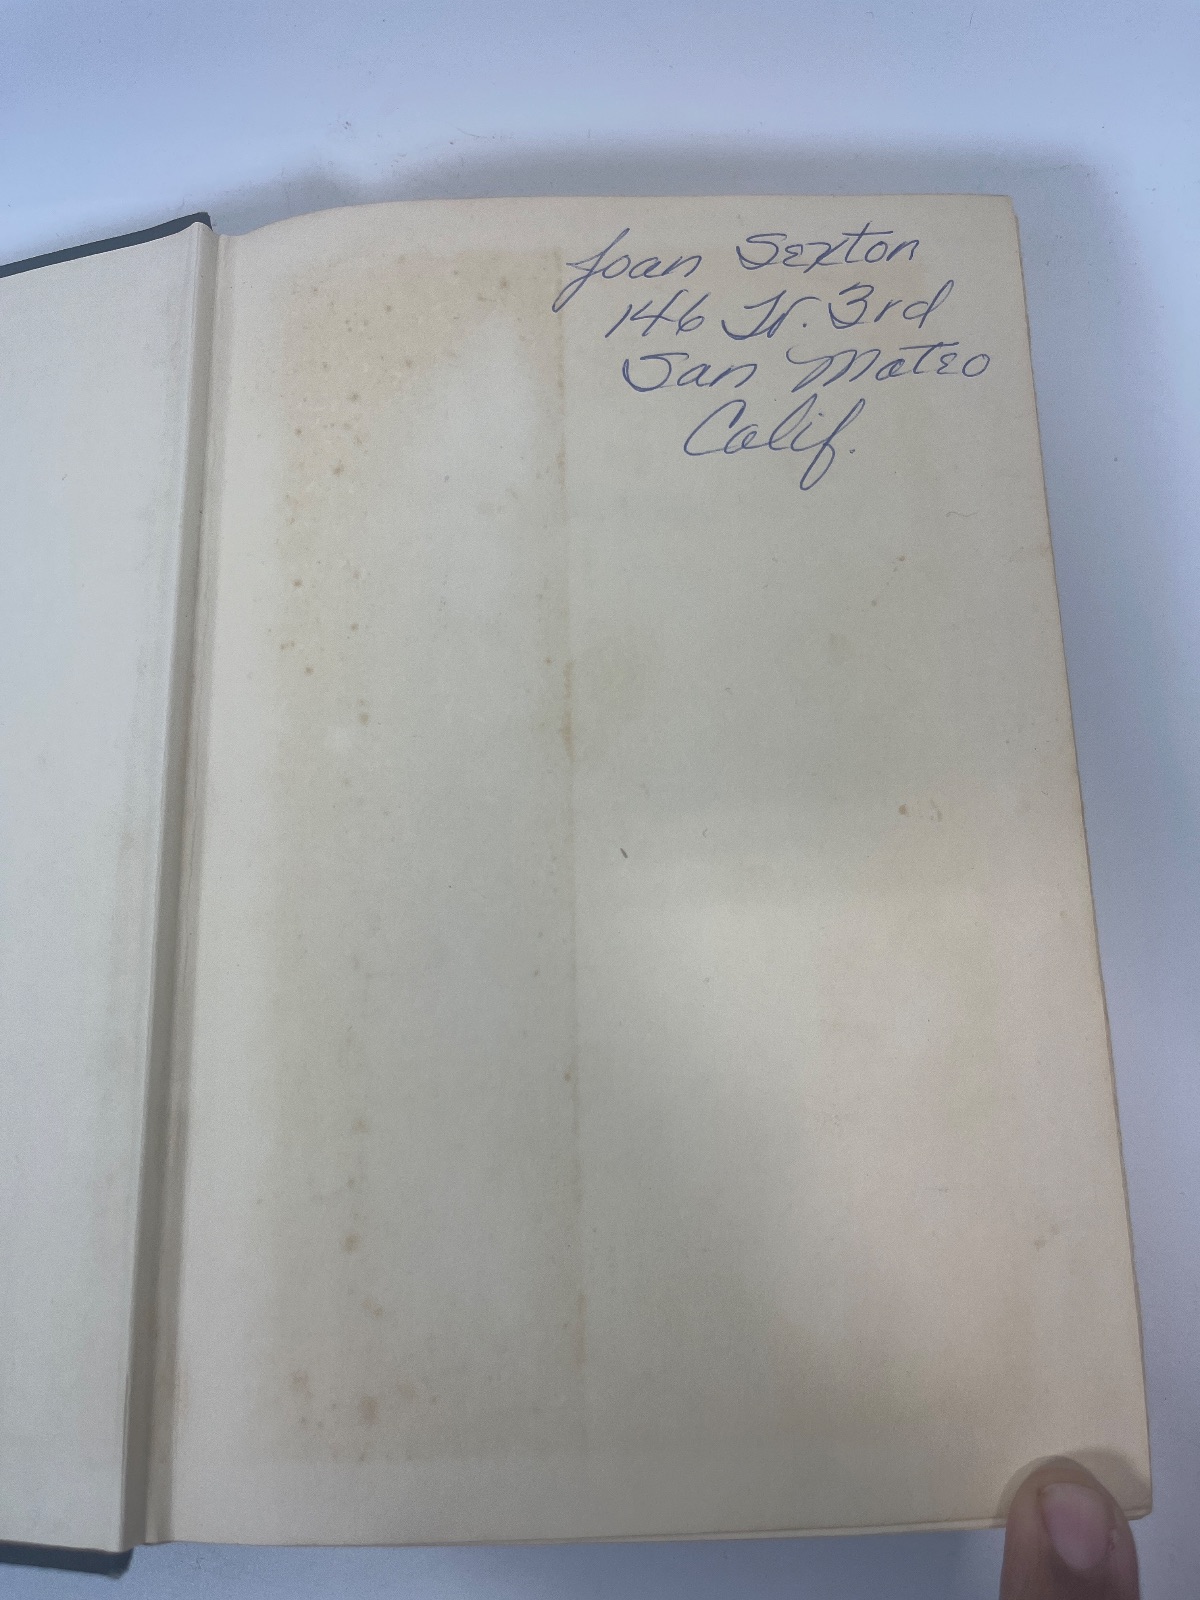 Joan Sexton
146 W. 3rd
San Mateo
Calif.